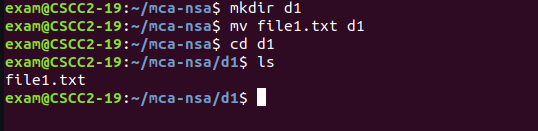 exam@CSCC2-19:~/mca-nsa$ mkdir d1
exam@CSCC2-19:~/mca-nsa$ mv file1.txt d1
exam@CSCC2-19:~/mca-nsa$ cd d1
exam@CSCC2-19:~/mca-nsa/d1$ ls
file1.txt
exam@CSCC2-19:~/mca-nsa/d1$